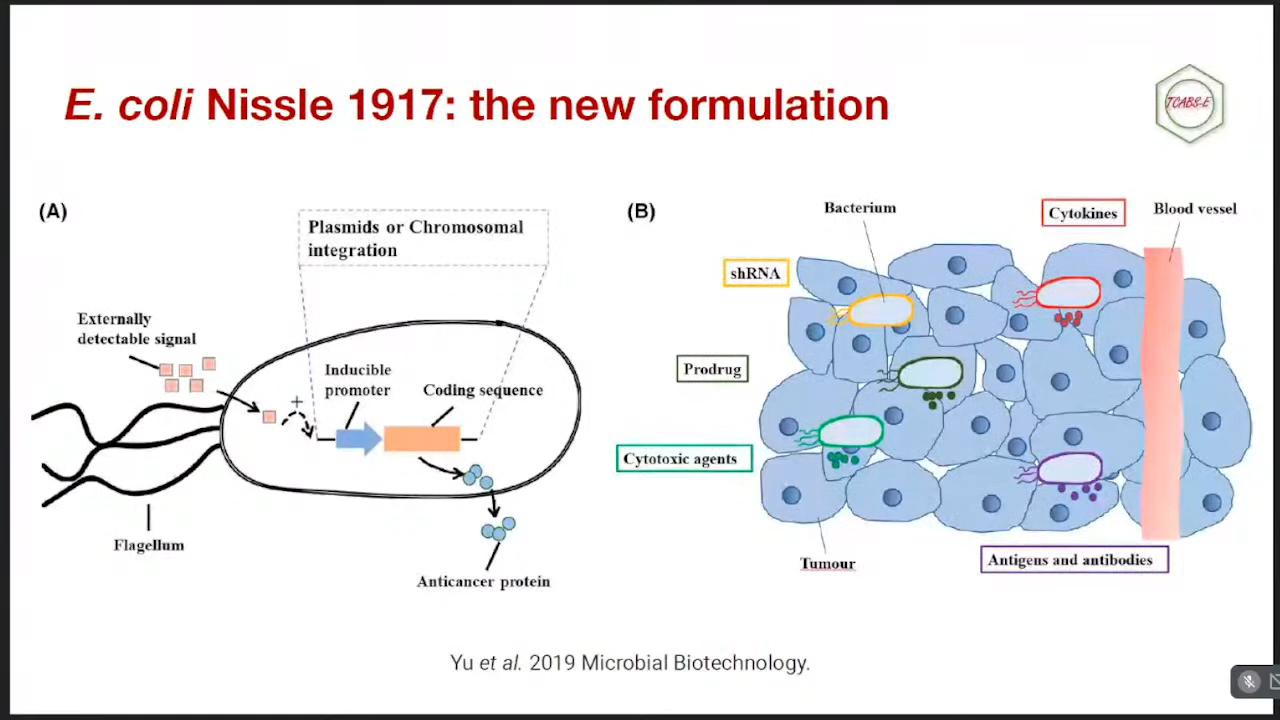 E. coli Nissle 1917: the new formulation
JCABS-E
(A)
Plasmids or Chromosomal
integration
Externally
detectable signal
Inducible
promoter
Coding sequence
+
Flagellum
Anticancer protein
(B)
Bacterium
Cytokines
Blood vessel
shRNA
Prodrug
Cytotoxic agents
Tumour
Antigens and antibodies
Yu et al. 2019 Microbial Biotechnology.